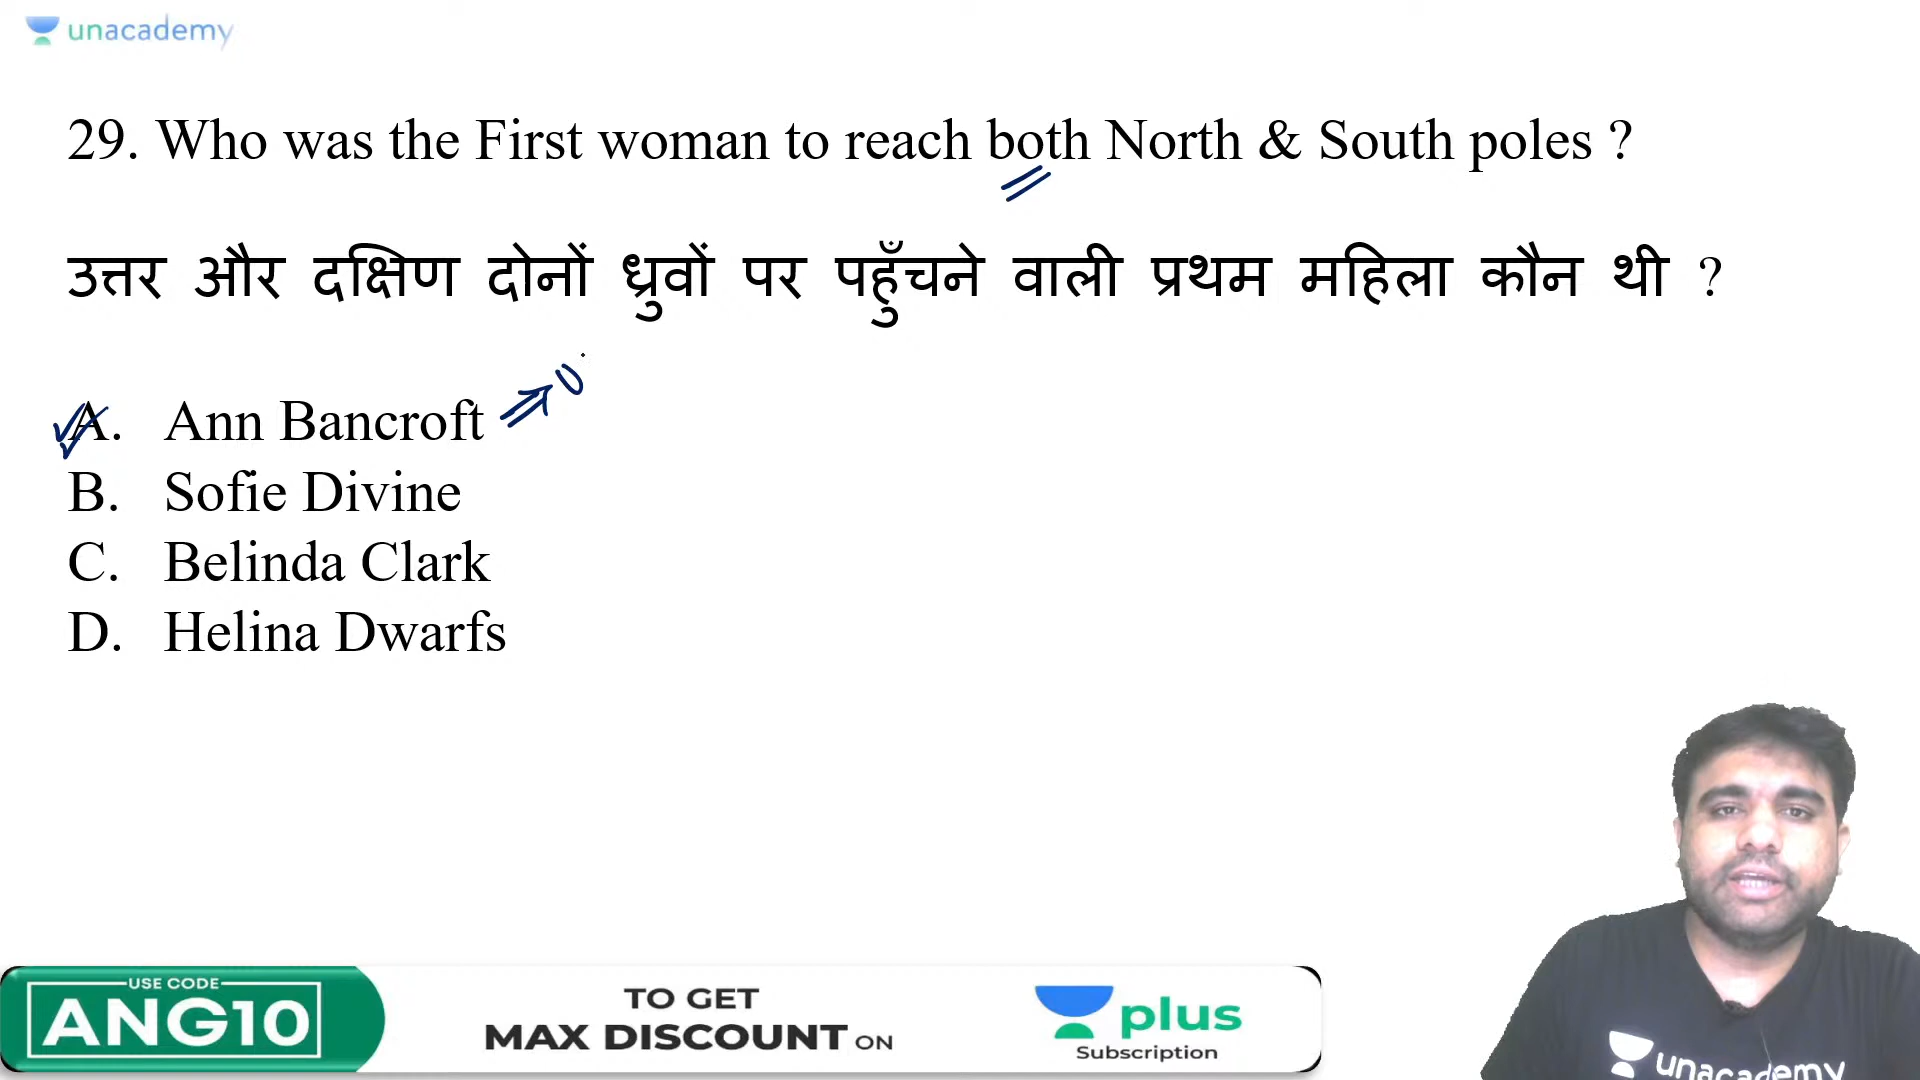 unacademy
29. Who was the First woman to reach both North & South poles ?
उत्तर और दक्षिण दोनों ध्रुवों पर पहुँचने वाली प्रथम महिला कौन थी ?
A. Ann Bancroft
B. Sofie Divine
C. Belinda Clark
D. Helina Dwarfs
USE CODE
ANG10
TO GET
MAX DISCOUNT ON
plus
Subscription
unacademy